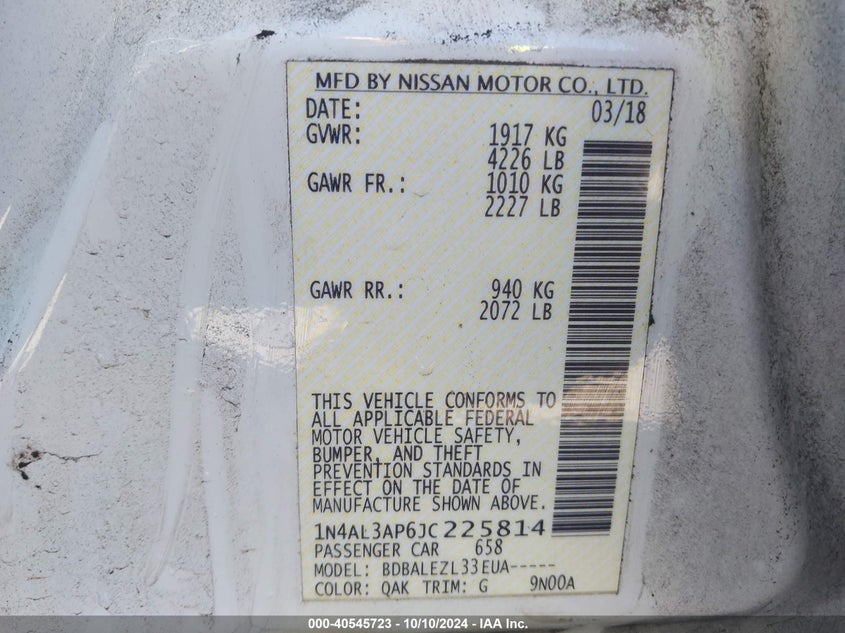 MFD BY NISSAN MOTOR CO., LTD.
DATE: 03/18
GVWR: 1917 KG
4226 LB
GAWR FR.: 1010 KG
2227 LB
GAWR RR.: 940 KG
2072 LB
THIS VEHICLE CONFORMS TO
ALL APPLICABLE FEDERAL
MOTOR VEHICLE SAFETY,
BUMPER, AND THEFT
PREVENTION STANDARDS IN
EFFECT ON THE DATE OF
MANUFACTURE SHOWN ABOVE.
1N4AL3AP6JC225814
PASSENGER CAR 658
MODEL: BDBALEZL33EUA-----
COLOR: QAK TRIM: G 9N00A
000-40545723 - 10/10/2024 - IAA Inc.